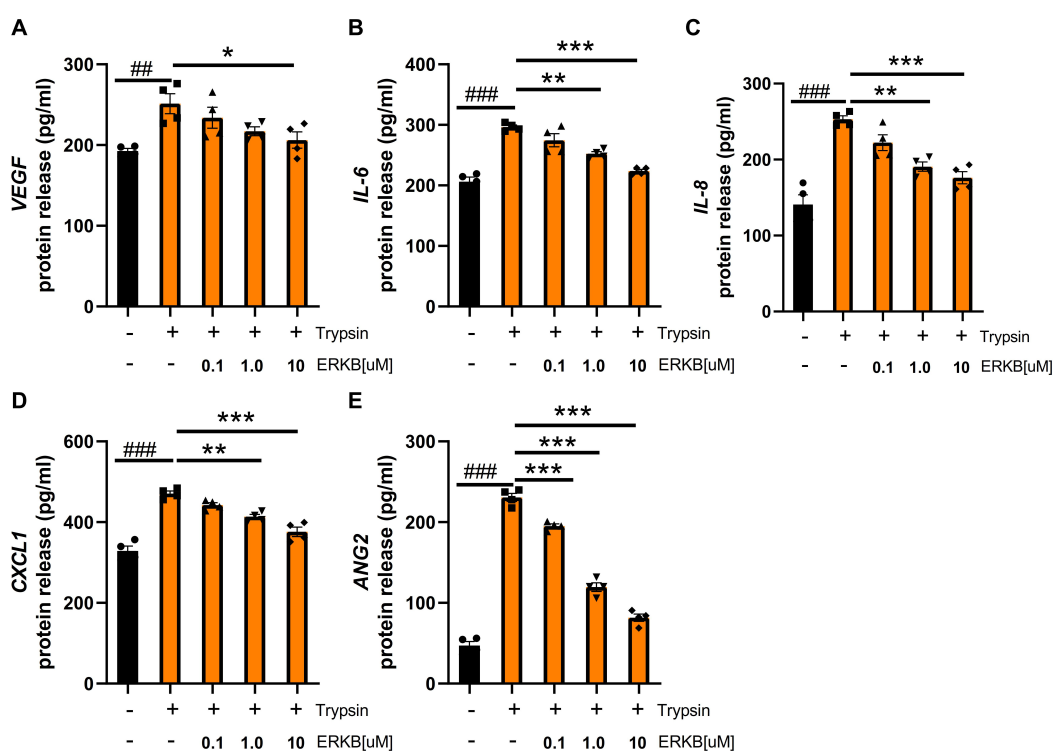 A
VEGF
protein release (pg/ml)
300
200
100
0
##
*
- + + + + Trypsin
- - 0.1 1.0 10 ERKB[uM]
B
IL-6
protein release (pg/ml)
400
300
200
100
0
###
**
***
- + + + + Trypsin
- - 0.1 1.0 10 ERKB[uM]
C
IL-8
protein release (pg/ml)
300
200
100
0
###
**
***
- + + + + Trypsin
- - 0.1 1.0 10 ERKB[uM]
D
CXCL1
protein release (pg/ml)
600
400
200
0
###
**
***
- + + + + Trypsin
- - 0.1 1.0 10 ERKB[uM]
E
ANG2
protein release (pg/ml)
300
200
100
0
###
***
***
***
- + + + + Trypsin
- - 0.1 1.0 10 ERKB[uM]